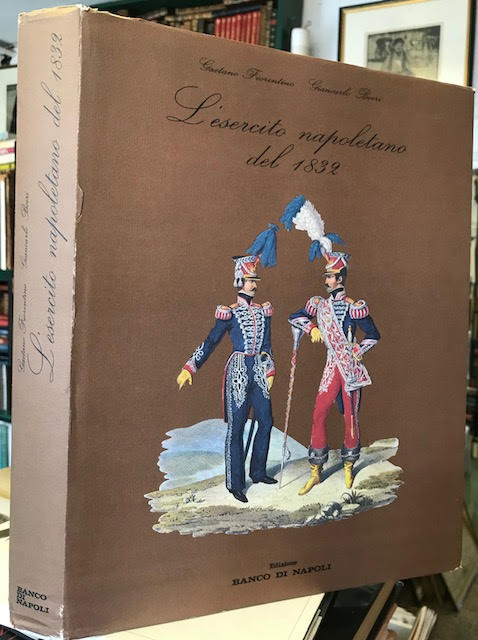 Gaetano Fiorentino Giancarlo Boeri
L'esercito napoletano
del 1832
Edizione
BANCO DI NAPOLI
Gaetano Fiorentino Giancarlo Boeri
L'esercito napoletano del 1832
BANCO
DI
NAPOLI